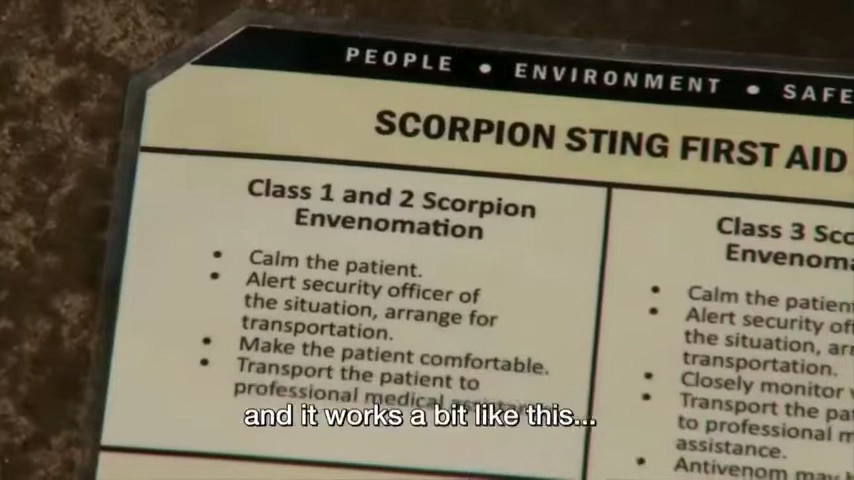 PEOPLE • ENVIRONMENT • SAFE
SCORPION STING FIRST AID
Class 1 and 2 Scorpion
Envenomation
• Calm the patient.
• Alert security officer of
the situation, arrange for
transportation.
• Make the patient comfortable.
• Transport the patient to
professional medical
Class 3 Sco
Envenoma
• Calm the patien
• Alert security of
the situation, arr
transportation.
• Closely monitor
• Transport the pa
to professional m
assistance.
• Antivenom may
and it works a bit like this...